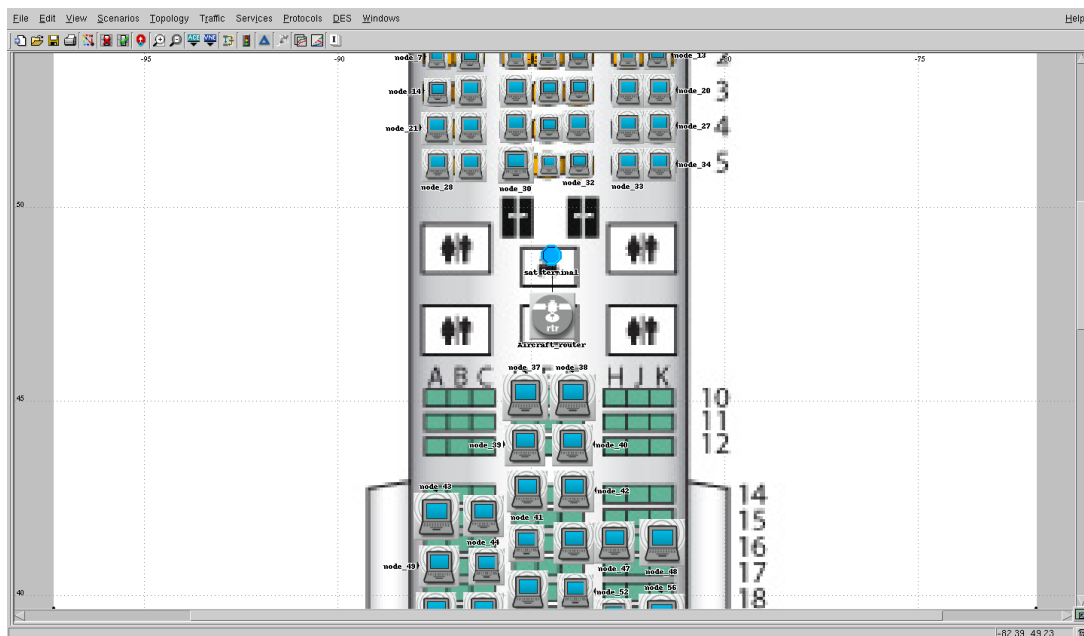 File Edit View Scenarios Topology Traffic Services Protocols DES Windows Help
-95 -90 -80 -75
node_7 node_13
node_14 node_20 3
node_21 node_27 4
node_34 5
node_28 node_30 node_32 node_33
50
sat_terminal
rtr
Aircraft_router
node_37 node_38
A B C H J K
45 10
11
node_39 node_40 12
node_43 node_42 14
node_41 15
node_44 16
node_49 node_47 node_48 17
node_52 node_56
40 18
-82.39 49.23